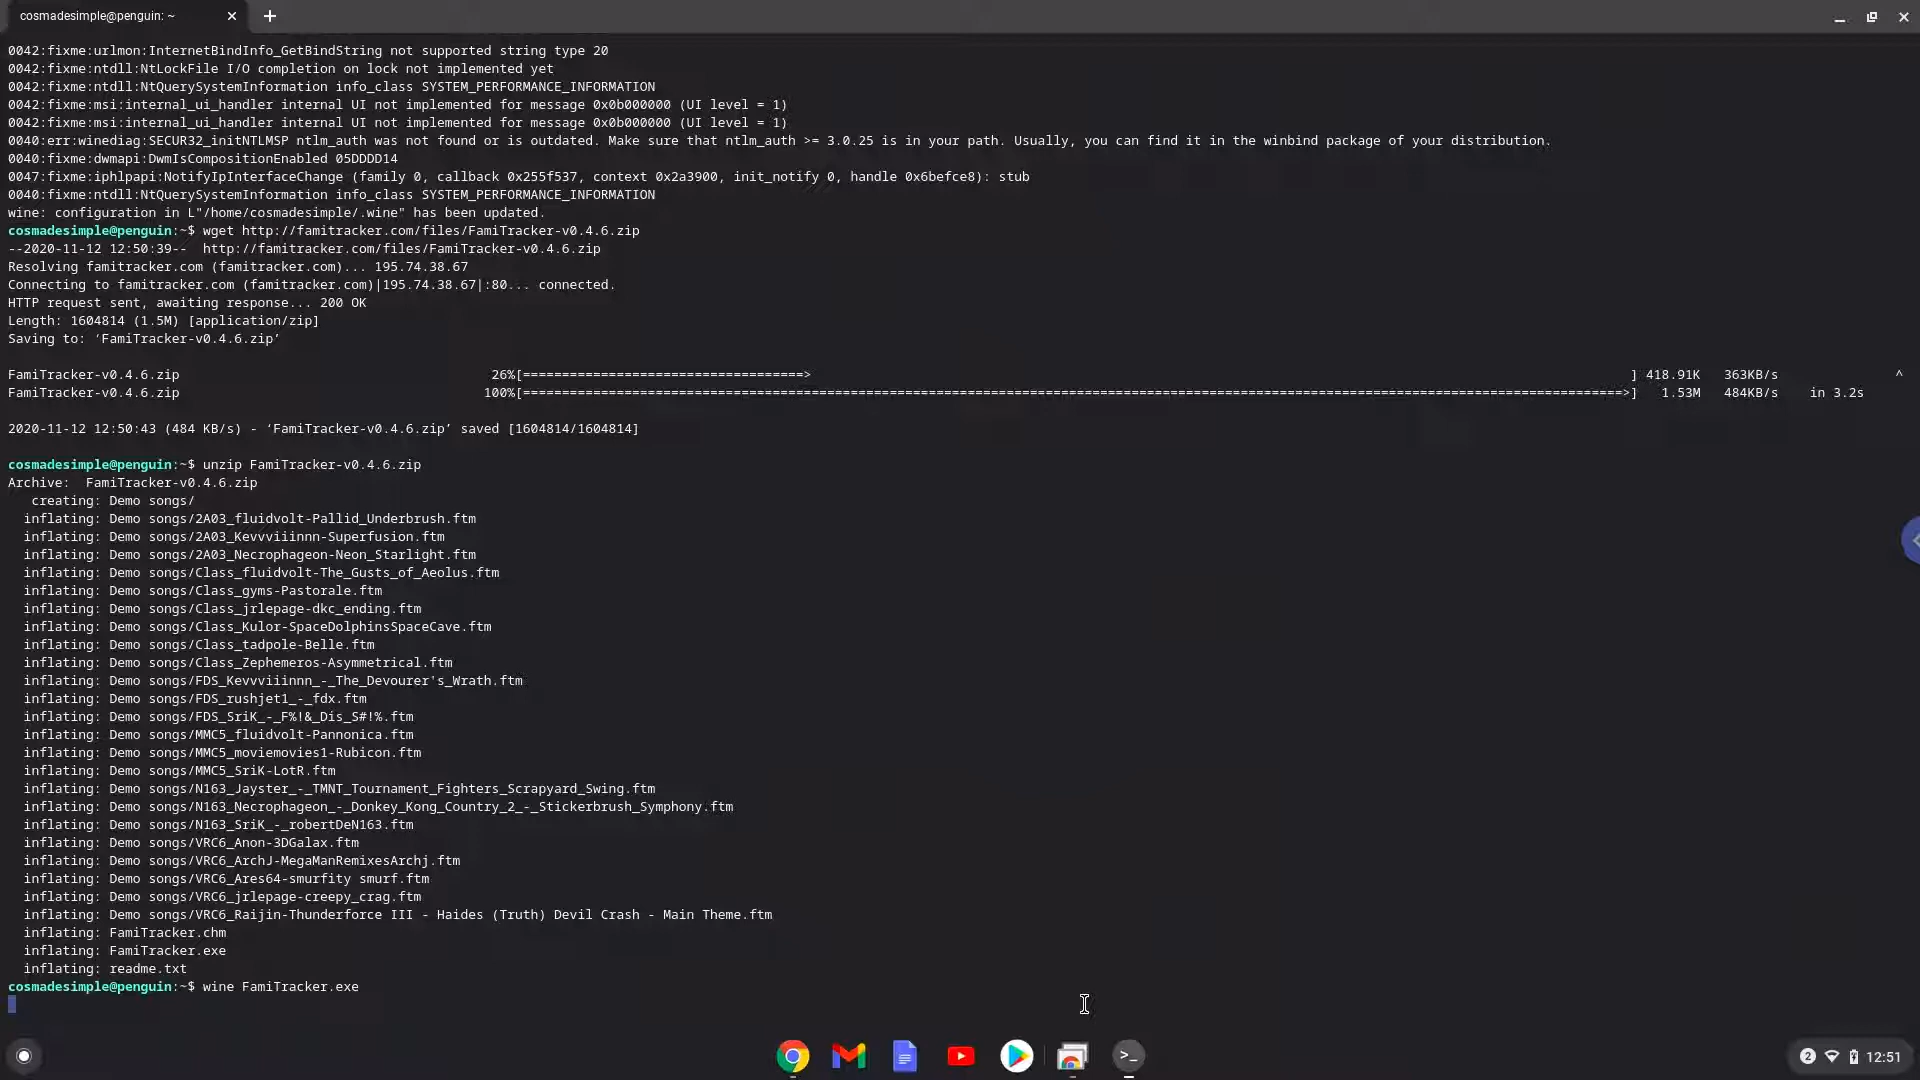 cosmadesimple@penguin: ~
0042:fixme:urlmon:InternetBindInfo_GetBindString not supported string type 20
0042:fixme:ntdll:NtLockFile I/O completion on lock not implemented yet
0042:fixme:ntdll:NtQuerySystemInformation info_class SYSTEM_PERFORMANCE_INFORMATION
0042:fixme:msi:internal_ui_handler internal UI not implemented for message 0x0b000000 (UI level = 1)
0042:fixme:msi:internal_ui_handler internal UI not implemented for message 0x0b000000 (UI level = 1)
0040:err:winediag:SECUR32_initNTLMSP ntlm_auth was not found or is outdated. Make sure that ntlm_auth >= 3.0.25 is in your path. Usually, you can find it in the winbind package of your distribution.
0040:fixme:dwmapi:DwmIsCompositionEnabled 05DDDD14
0047:fixme:iphlpapi:NotifyIpInterfaceChange (family 0, callback 0x255f537, context 0x2a3900, init_notify 0, handle 0x6befce8): stub
0040:fixme:ntdll:NtQuerySystemInformation info_class SYSTEM_PERFORMANCE_INFORMATION
wine: configuration in L"/home/cosmadesimple/.wine" has been updated.
cosmadesimple@penguin:~$ wget http://famitracker.com/files/FamiTracker-v0.4.6.zip
--2020-11-12 12:50:39--  http://famitracker.com/files/FamiTracker-v0.4.6.zip
Resolving famitracker.com (famitracker.com)... 195.74.38.67
Connecting to famitracker.com (famitracker.com)|195.74.38.67|:80... connected.
HTTP request sent, awaiting response... 200 OK
Length: 1604814 (1.5M) [application/zip]
Saving to: ‘FamiTracker-v0.4.6.zip’
FamiTracker-v0.4.6.zip 26%[===================================> ] 418.91K 363KB/s ^
FamiTracker-v0.4.6.zip 100%[=============================================================================================================================================>] 1.53M 484KB/s in 3.2s
2020-11-12 12:50:43 (484 KB/s) - ‘FamiTracker-v0.4.6.zip’ saved [1604814/1604814]
cosmadesimple@penguin:~$ unzip FamiTracker-v0.4.6.zip
Archive:  FamiTracker-v0.4.6.zip
creating: Demo songs/
inflating: Demo songs/2A03_fluidvolt-Pallid_Underbrush.ftm
inflating: Demo songs/2A03_Kevvviiinnn-Superfusion.ftm
inflating: Demo songs/2A03_Necrophageon-Neon_Starlight.ftm
inflating: Demo songs/Class_fluidvolt-The_Gusts_of_Aeolus.ftm
inflating: Demo songs/Class_gyms-Pastorale.ftm
inflating: Demo songs/Class_jrlepage-dkc_ending.ftm
inflating: Demo songs/Class_Kulor-SpaceDolphinsSpaceCave.ftm
inflating: Demo songs/Class_tadpole-Belle.ftm
inflating: Demo songs/Class_Zephemeros-Asymmetrical.ftm
inflating: Demo songs/FDS_Kevvviiinnn_-_The_Devourer's_Wrath.ftm
inflating: Demo songs/FDS_rushjet1_-_fdx.ftm
inflating: Demo songs/FDS_SriK_-_F%!&_Dis_S#!%.ftm
inflating: Demo songs/MMC5_fluidvolt-Pannonica.ftm
inflating: Demo songs/MMC5_moviemovies1-Rubicon.ftm
inflating: Demo songs/MMC5_SriK-LotR.ftm
inflating: Demo songs/N163_Jayster_-_TMNT_Tournament_Fighters_Scrapyard_Swing.ftm
inflating: Demo songs/N163_Necrophageon_-_Donkey_Kong_Country_2_-_Stickerbrush_Symphony.ftm
inflating: Demo songs/N163_SriK_-_robertDeN163.ftm
inflating: Demo songs/VRC6_Anon-3DGalax.ftm
inflating: Demo songs/VRC6_ArchJ-MegaManRemixesArchj.ftm
inflating: Demo songs/VRC6_Ares64-smurfity smurf.ftm
inflating: Demo songs/VRC6_jrlepage-creepy_crag.ftm
inflating: Demo songs/VRC6_Raijin-Thunderforce III - Haides (Truth) Devil Crash - Main Theme.ftm
inflating: FamiTracker.chm
inflating: FamiTracker.exe
inflating: readme.txt
cosmadesimple@penguin:~$ wine FamiTracker.exe
2 12:51